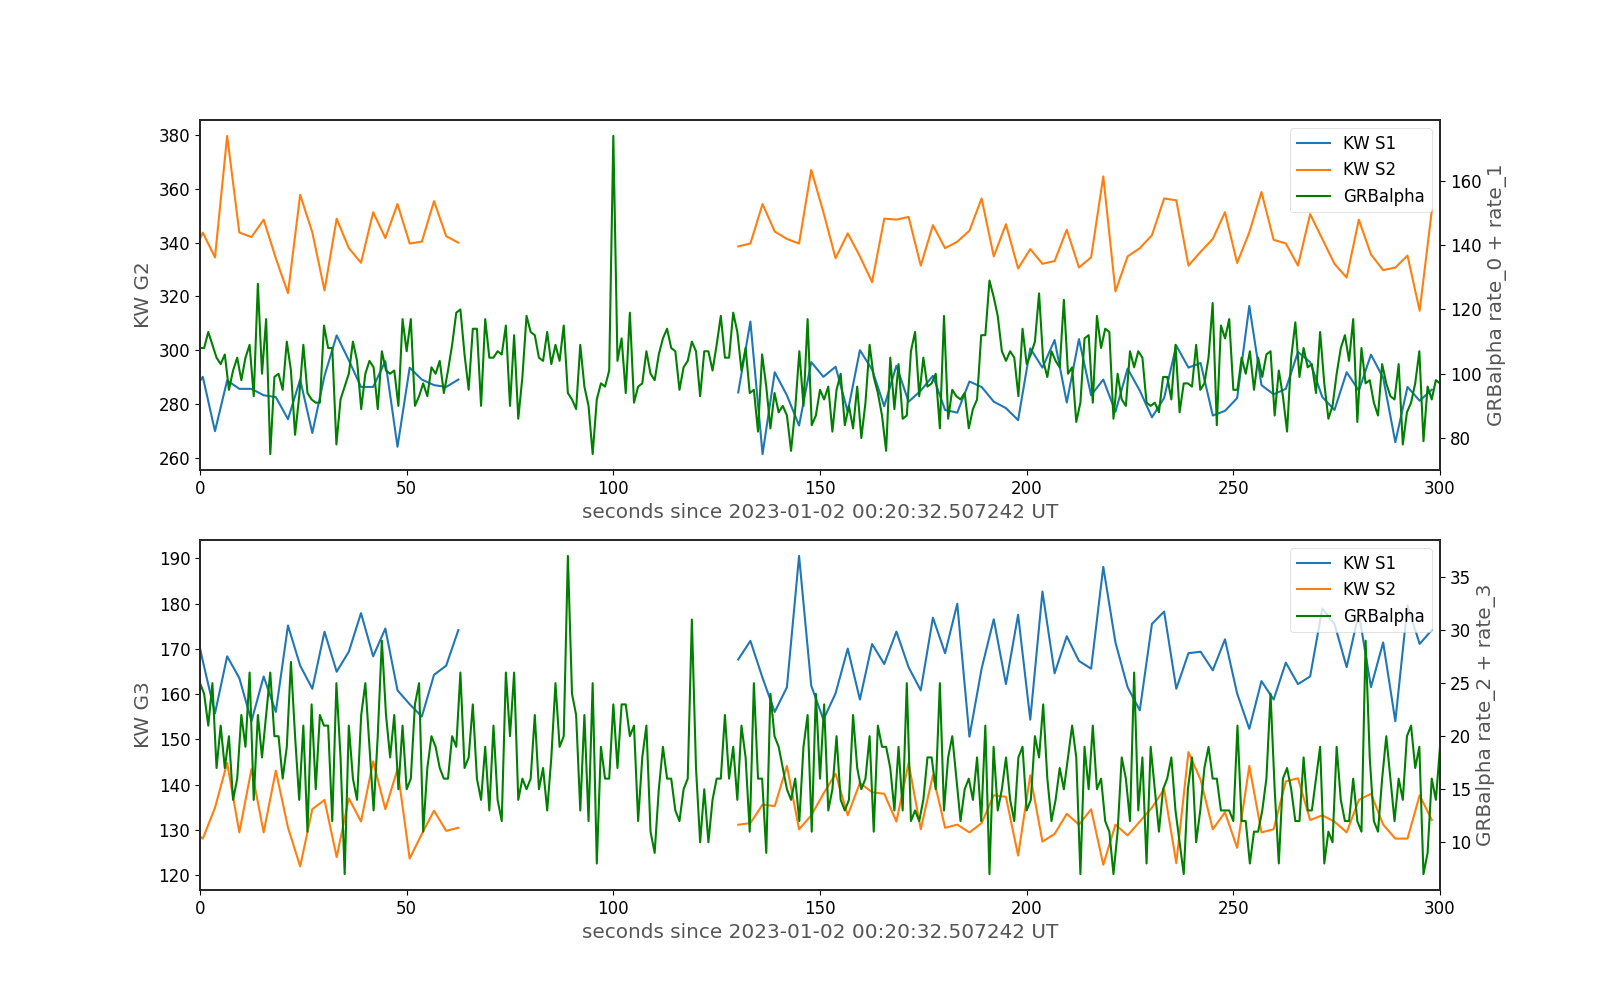 380
360
340
320
300
280
260
KW G2
160
140
120
100
80
GRBalpha rate_0 + rate_1
KW S1
KW S2
GRBalpha
0 50 100 150 200 250 300
seconds since 2023-01-02 00:20:32.507242 UT
190
180
170
160
150
140
130
120
KW G3
35
30
25
20
15
10
GRBalpha rate_2 + rate_3
KW S1
KW S2
GRBalpha
0 50 100 150 200 250 300
seconds since 2023-01-02 00:20:32.507242 UT